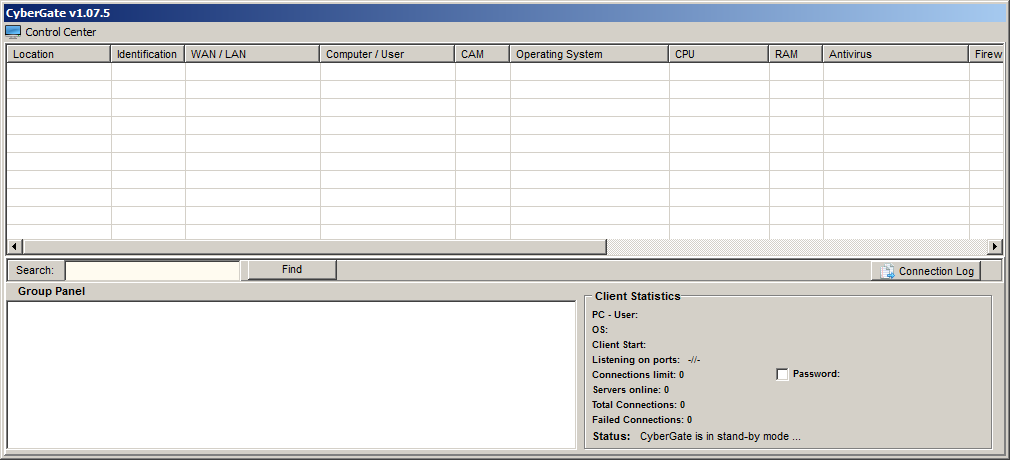 CyberGate v1.07.5
Control Center
Location Identification WAN / LAN Computer / User CAM Operating System CPU RAM Antivirus Firew
Search: Find Connection Log
Group Panel
Client Statistics
PC - User:
OS:
Client Start:
Listening on ports: -//-
Connections limit: 0 Password:
Servers online: 0
Total Connections: 0
Failed Connections: 0
Status: CyberGate is in stand-by mode ...